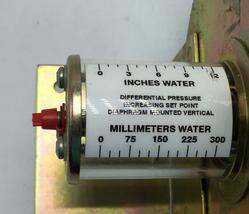 0 3 6 9 12
INCHES WATER
DIFFERENTIAL PRESSURE
INCREASING SET POINT
DIAPHRAGM MOUNTED VERTICAL
MILLIMETERS WATER
0 75 150 225 300